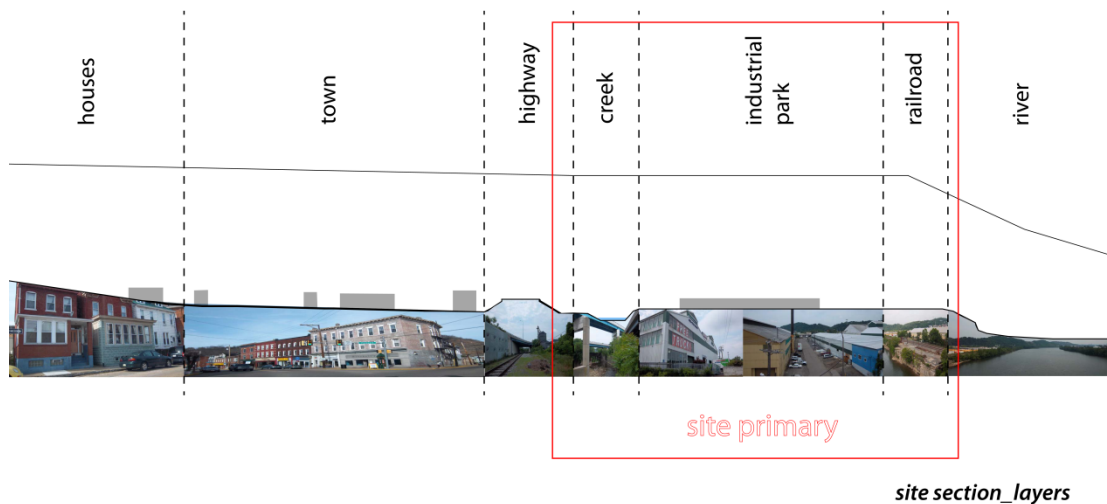 houses
town
highway
creek
industrial
park
railroad
river
site primary
site section_layers